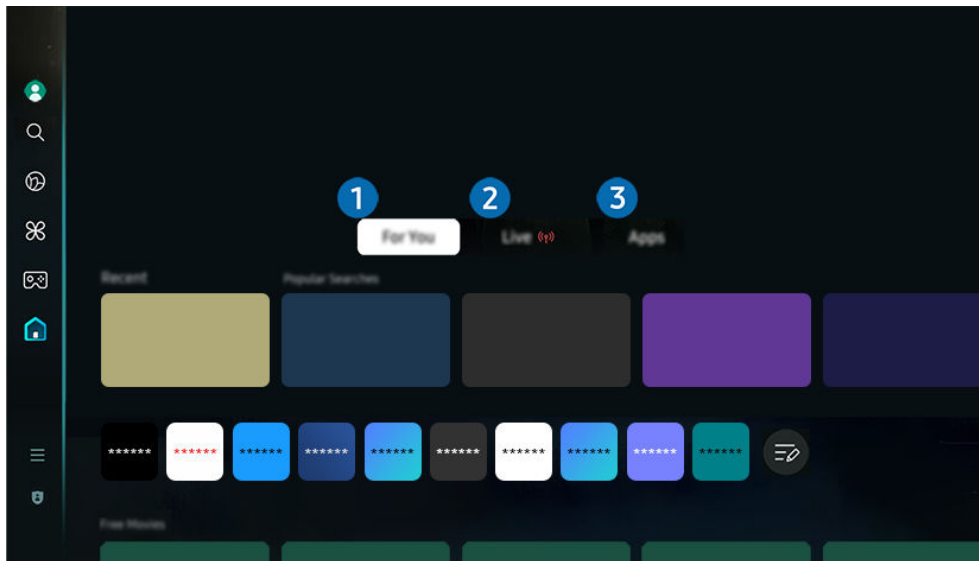 1 2 3
For You Live Apps
Recent Popular Searches
****** ****** ****** ****** ****** ****** ****** ****** ****** ******
Free Movies